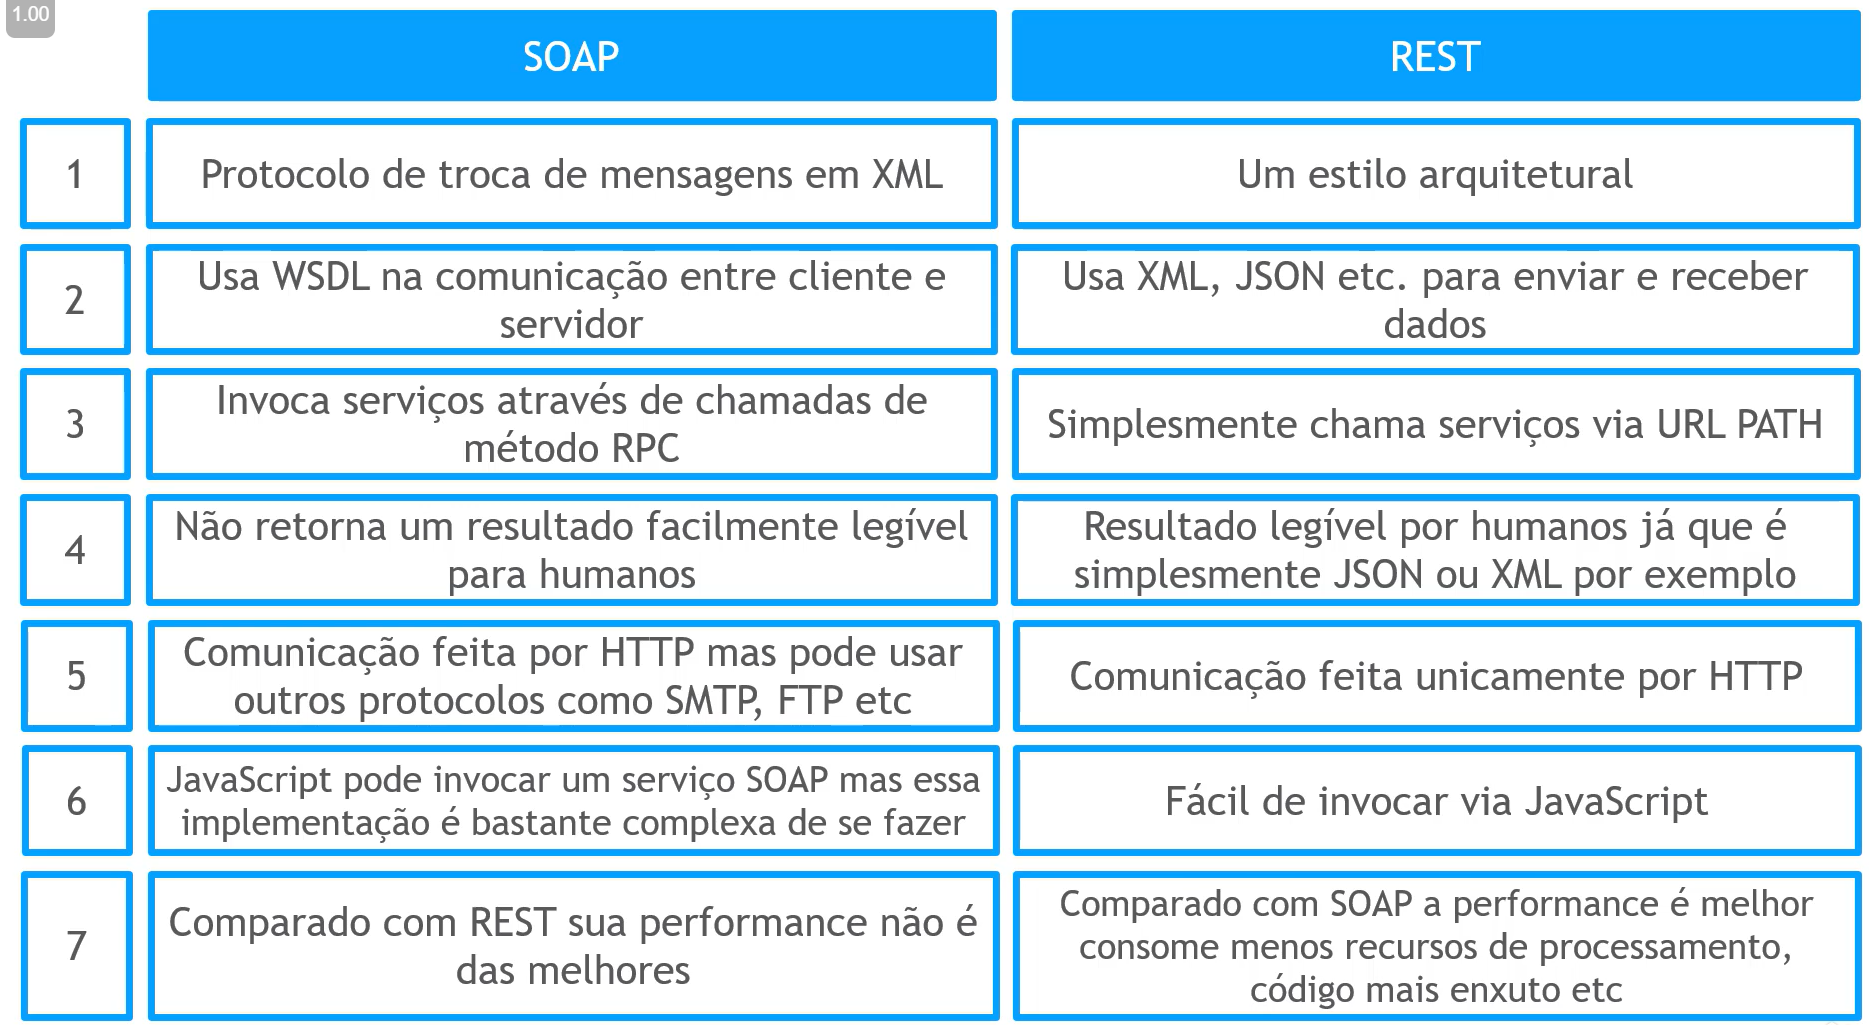 1.00
SOAP
REST
1
Protocolo de troca de mensagens em XML
Um estilo arquitetural
2
Usa WSDL na comunicação entre cliente e
servidor
Usa XML, JSON etc. para enviar e receber
dados
3
Invoca serviços através de chamadas de
método RPC
Simplesmente chama serviços via URL PATH
4
Não retorna um resultado facilmente legível
para humanos
Resultado legível por humanos já que é
simplesmente JSON ou XML por exemplo
5
Comunicação feita por HTTP mas pode usar
outros protocolos como SMTP, FTP etc
Comunicação feita unicamente por HTTP
6
JavaScript pode invocar um serviço SOAP mas essa
implementação é bastante complexa de se fazer
Fácil de invocar via JavaScript
7
Comparado com REST sua performance não é
das melhores
Comparado com SOAP a performance é melhor
consome menos recursos de processamento,
código mais enxuto etc